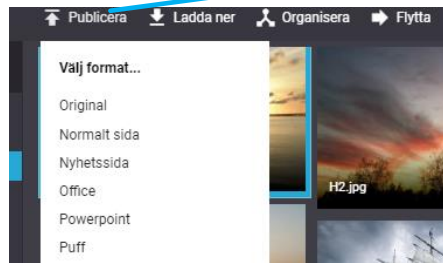 Publicera Ladda ner Organisera Flytta
Välj format...
Original
Normalt sida
Nyhetssida
Office
Powerpoint
Puff
H2.jpg